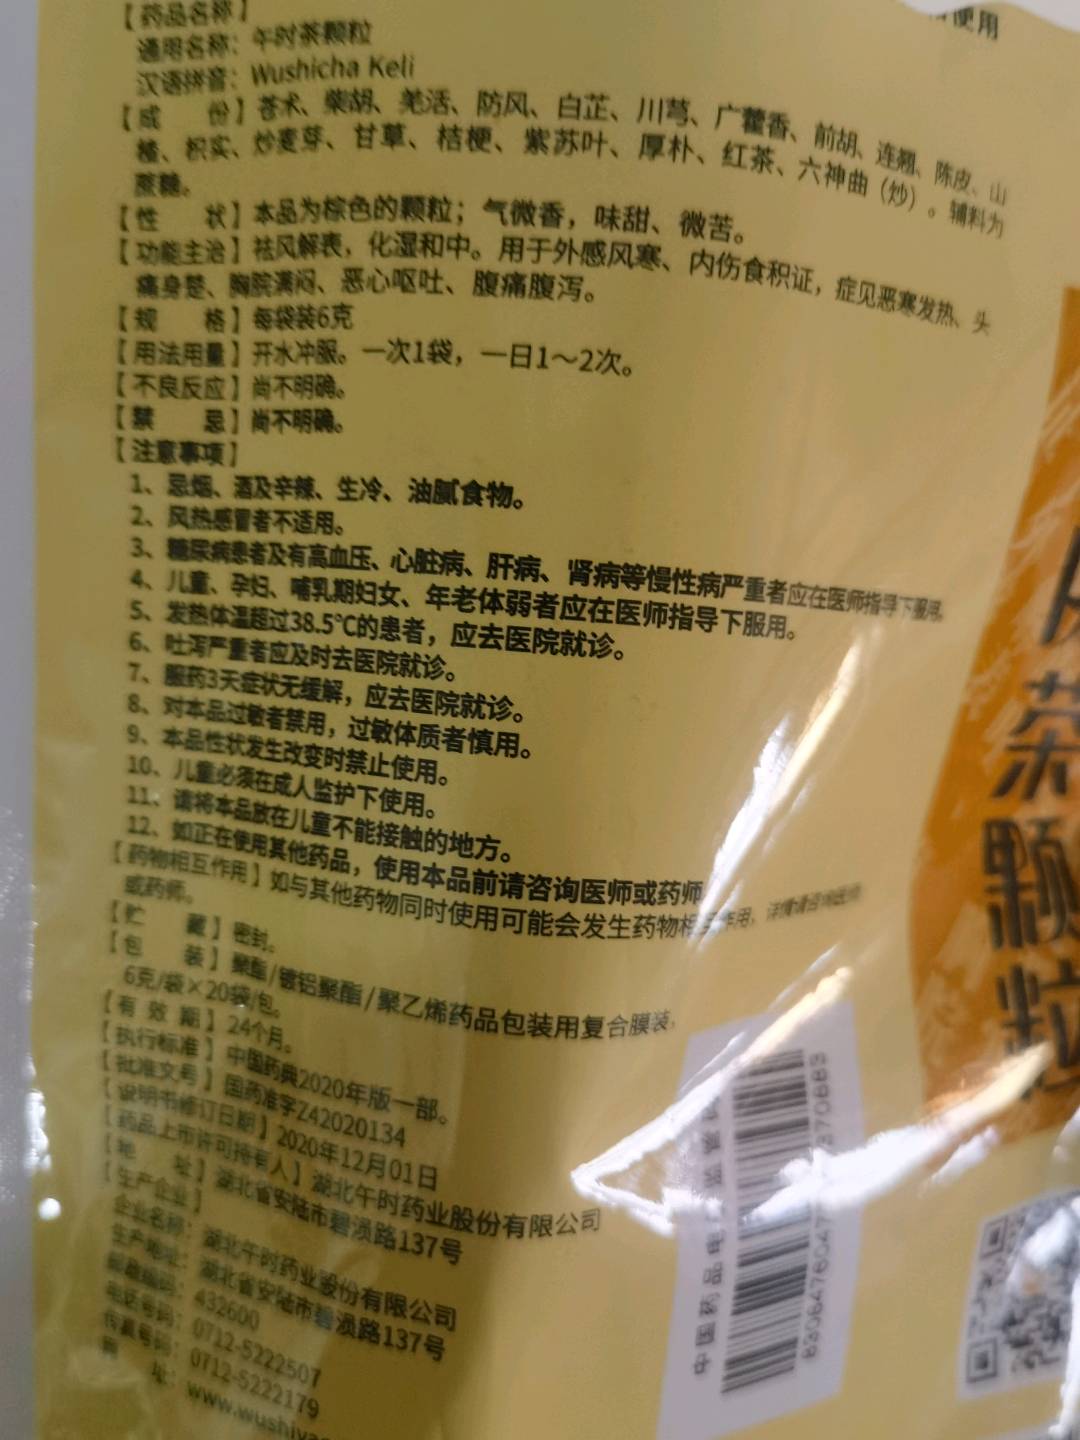 【药品名称】
通用名称：午时茶颗粒
汉语拼音：Wushicha Keli
【成　　份】苍术、柴胡、羌活、防风、白芷、川芎、广藿香、前胡、连翘、陈皮、山
楂、枳实、炒麦芽、甘草、桔梗、紫苏叶、厚朴、红茶、六神曲（炒）。辅料为
蔗糖。
【性　　状】本品为棕色的颗粒；气微香，味甜、微苦。
【功能主治】祛风解表，化湿和中。用于外感风寒、内伤食积证，症见恶寒发热、头
痛身楚、胸脘满闷、恶心呕吐、腹痛腹泻。
【规　　格】每袋装6克
【用法用量】开水冲服。一次1袋，一日1～2次。
【不良反应】尚不明确。
【禁　　忌】尚不明确。
【注意事项】
1、忌烟、酒及辛辣、生冷、油腻食物。
2、风热感冒者不适用。
3、糖尿病患者及有高血压、心脏病、肝病、肾病等慢性病严重者应在医师指导下服用。
4、儿童、孕妇、哺乳期妇女、年老体弱者应在医师指导下服用。
5、发热体温超过38.5℃的患者，应去医院就诊。
6、吐泻严重者应及时去医院就诊。
7、服药3天症状无缓解，应去医院就诊。
8、对本品过敏者禁用，过敏体质者慎用。
9、本品性状发生改变时禁止使用。
10、儿童必须在成人监护下使用。
11、请将本品放在儿童不能接触的地方。
12、如正在使用其他药品，使用本品前请咨询医师或药师
【药物相互作用】如与其他药物同时使用可能会发生药物相互作用，详情请咨询医师
或药师。
【贮　　藏】密封。
【包　　装】聚酯/镀铝聚酯/聚乙烯药品包装用复合膜装，
6克/袋×20袋/包。
【有 效 期】24个月。
【执行标准】中国药典2020年版一部。
【批准文号】国药准字Z42020134
【说明书修订日期】2020年12月01日
【药品上市许可持有人】湖北午时药业股份有限公司
【地　　址】湖北省安陆市碧涢路137号
【生产企业】
企业名称：湖北午时药业股份有限公司
生产地址：湖北省安陆市碧涢路137号
邮政编码：432600
电话号码：0712-5222507
传真号码：0712-5222179
网　　址：www.wushiya
使用
茶颗粒
中国药品电子监管码